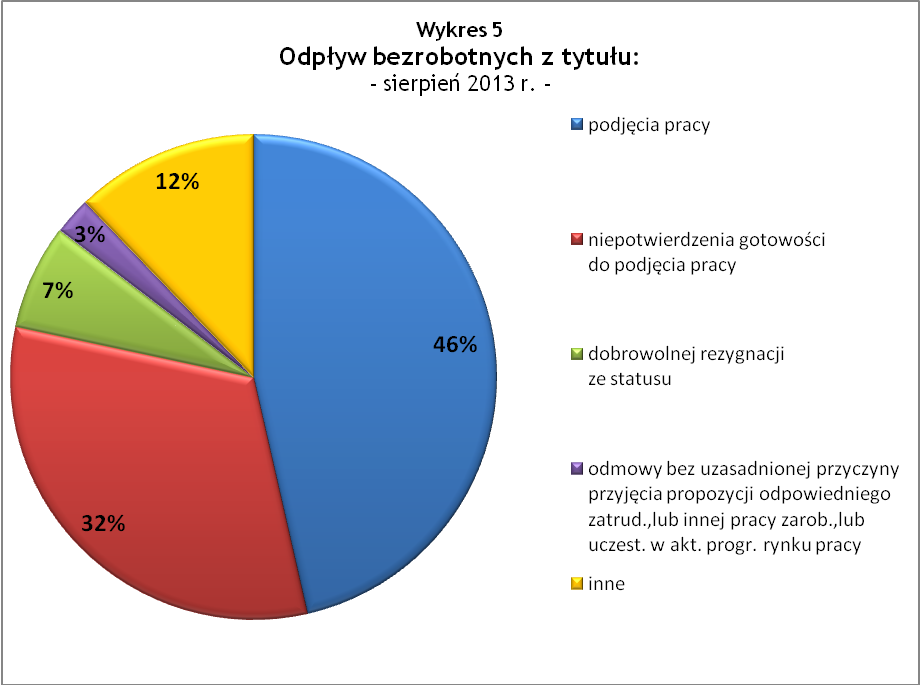 Wykres 5
Odpływ bezrobotnych z tytułu:
- sierpień 2013 r. -
podjęcia pracy
niepotwierdzenia gotowości
do podjęcia pracy
dobrowolnej rezygnacji
ze statusu
odmowy bez uzasadnionej przyczyny
przyjęcia propozycji odpowiedniego
zatrud.,lub innej pracy zarob.,lub
uczest. w akt. progr. rynku pracy
inne
12%
3%
7%
46%
32%